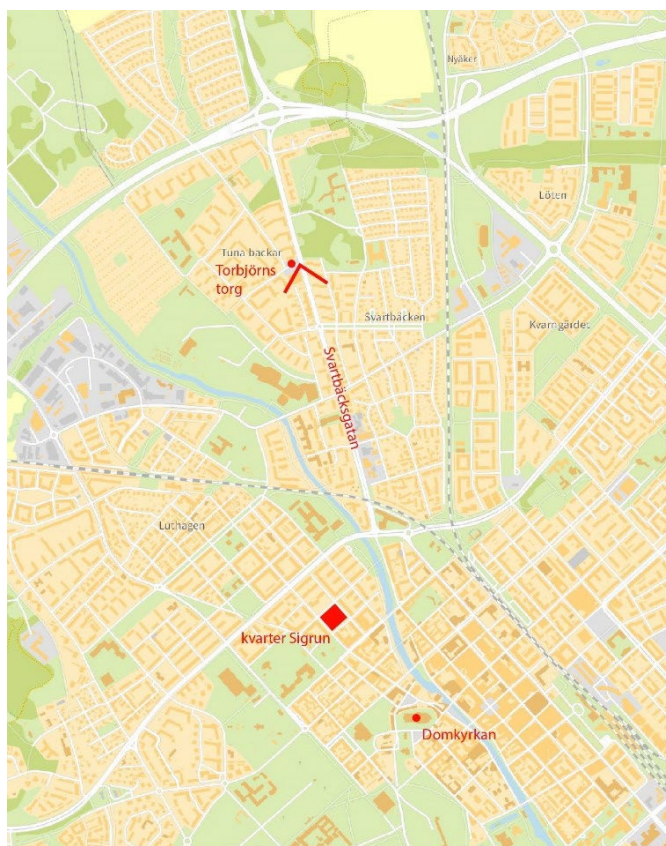 Nyåker
Löten
Tuna backar
Torbjörns
torg
Svartbäcken
Kvarngärdet
Svartbäcksgatan
Luthagen
kvarter Sigrun
Domkyrkan